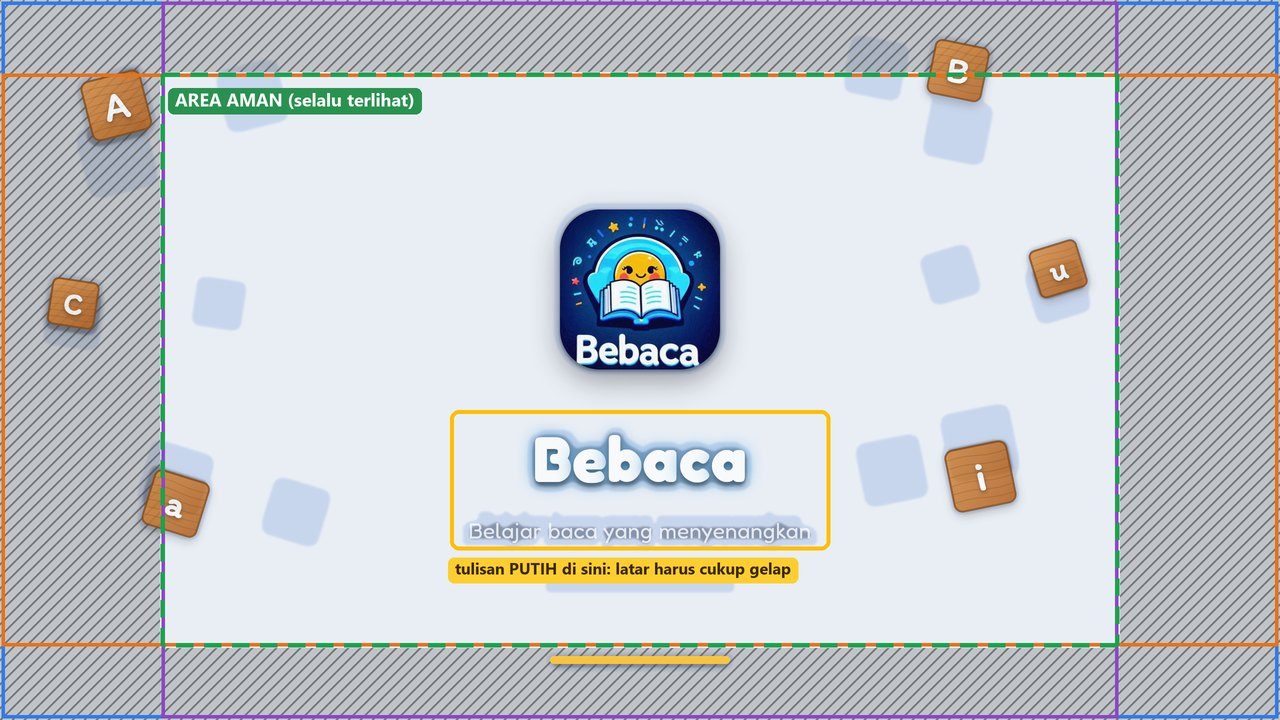 B
A
AREA AMAN (selalu terlihat)
u
C
Bebaca
Bebaca
i
a
Belajar baca yang menyenangkan
tulisan PUTIH di sini: latar harus cukup gelap